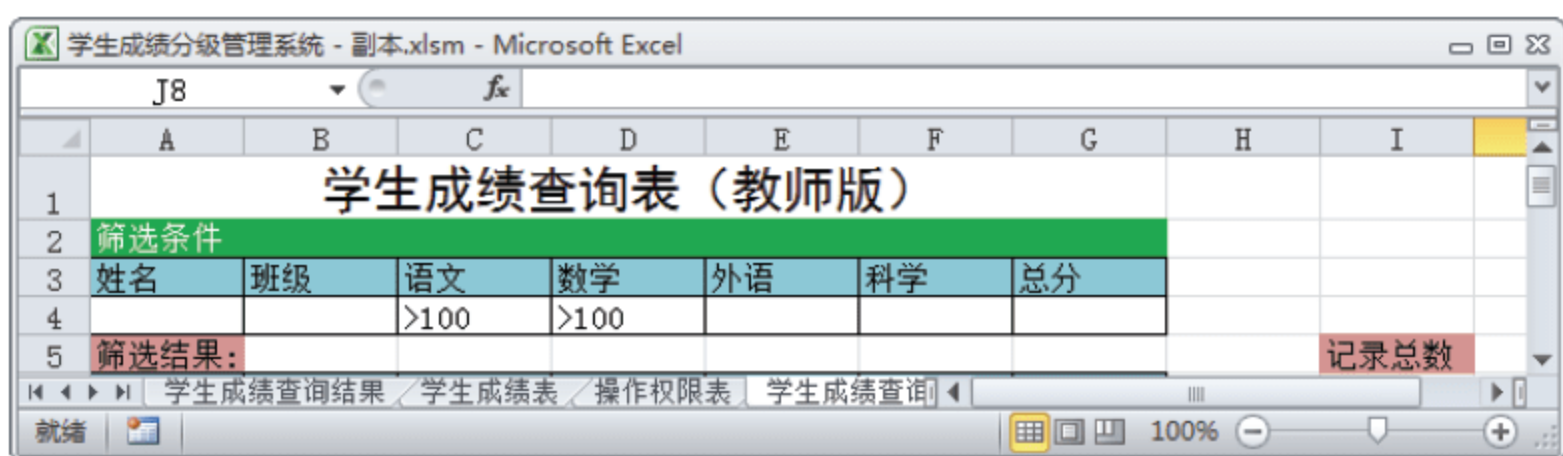 学生成绩分级管理系统 - 副本.xlsm - Microsoft Excel
J8 fx
A B C D E F G H I
1 学生成绩查询表（教师版）
2 筛选条件
3 姓名 班级 语文 数学 外语 科学 总分
4 >100 >100
5 筛选结果: 记录总数
学生成绩查询结果 学生成绩表 操作权限表 学生成绩查询
就绪 100%